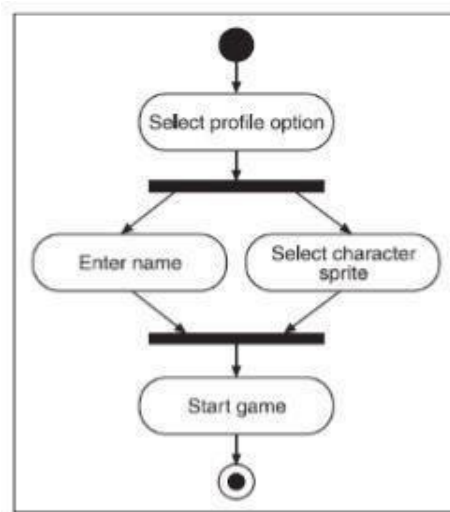 Select profile option
Enter name
Select character
sprite
Start game